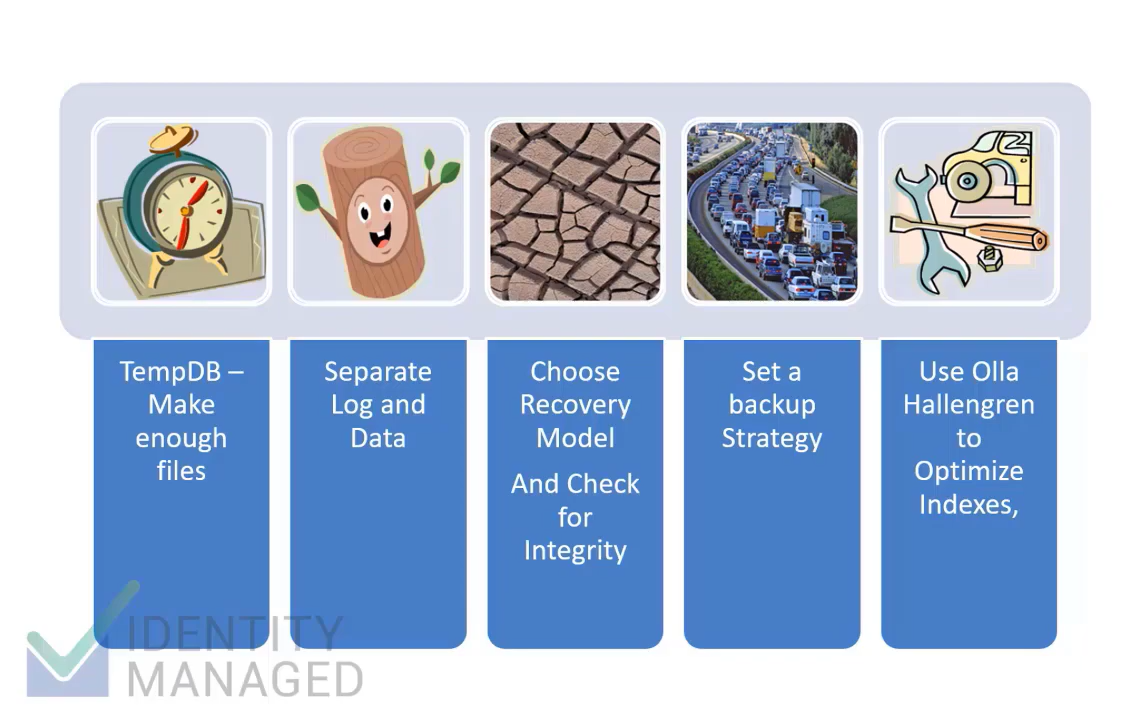 TempDB –
Make
enough
files
Separate
Log and
Data
Choose
Recovery
Model
And Check
for
Integrity
Set a
backup
Strategy
Use Olla
Hallengren
to
Optimize
Indexes,
IDENTITY
MANAGED